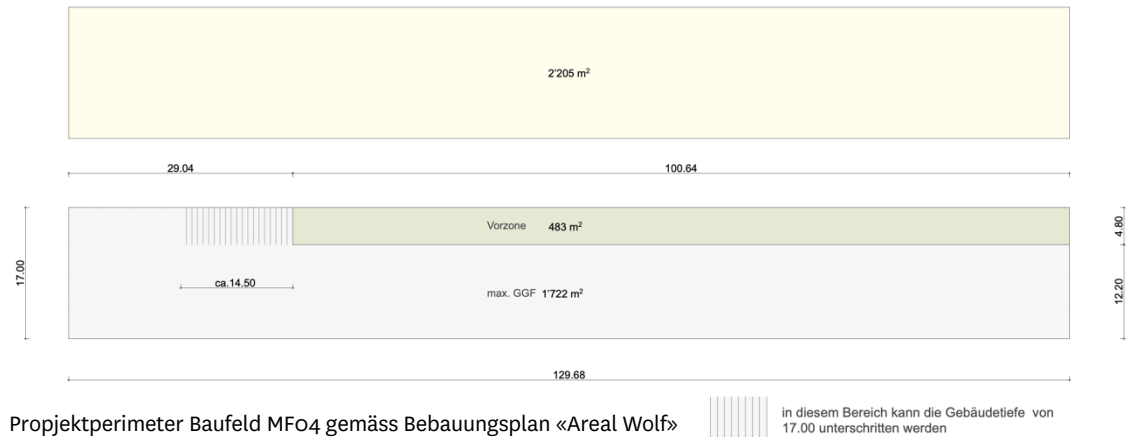 2'205 m²
29.04
100.64
Vorzone 483 m²
4.80
17.00
ca.14.50
max. GGF 1'722 m²
12.20
129.68
Propjektperimeter Baufeld MF04 gemäss Bebauungsplan «Areal Wolf»
in diesem Bereich kann die Gebäudetiefe von
17.00 unterschritten werden